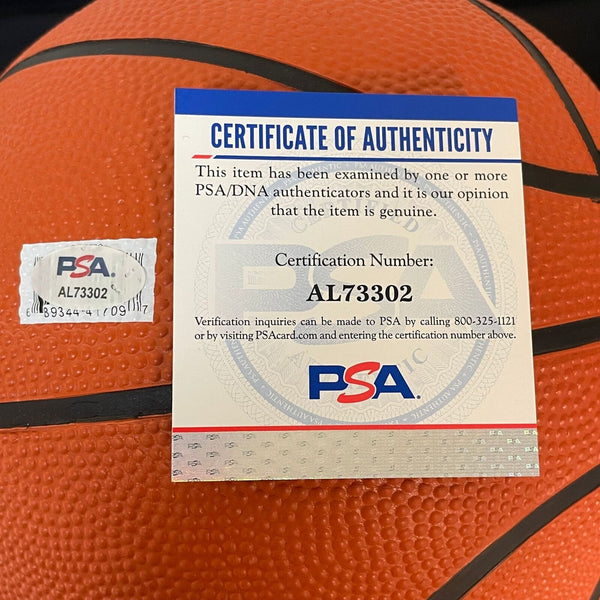 CERTIFICATE OF AUTHENTICITY
This item has been examined by one or more
PSA/DNA authenticators and it is our opinion
that the item is genuine.
Certification Number:
AL73302
Verification inquiries can be made to PSA by calling 800-325-1121
or by visiting PSAcard.com and entering the certification number above.
PSA.
PSA.
AL73302